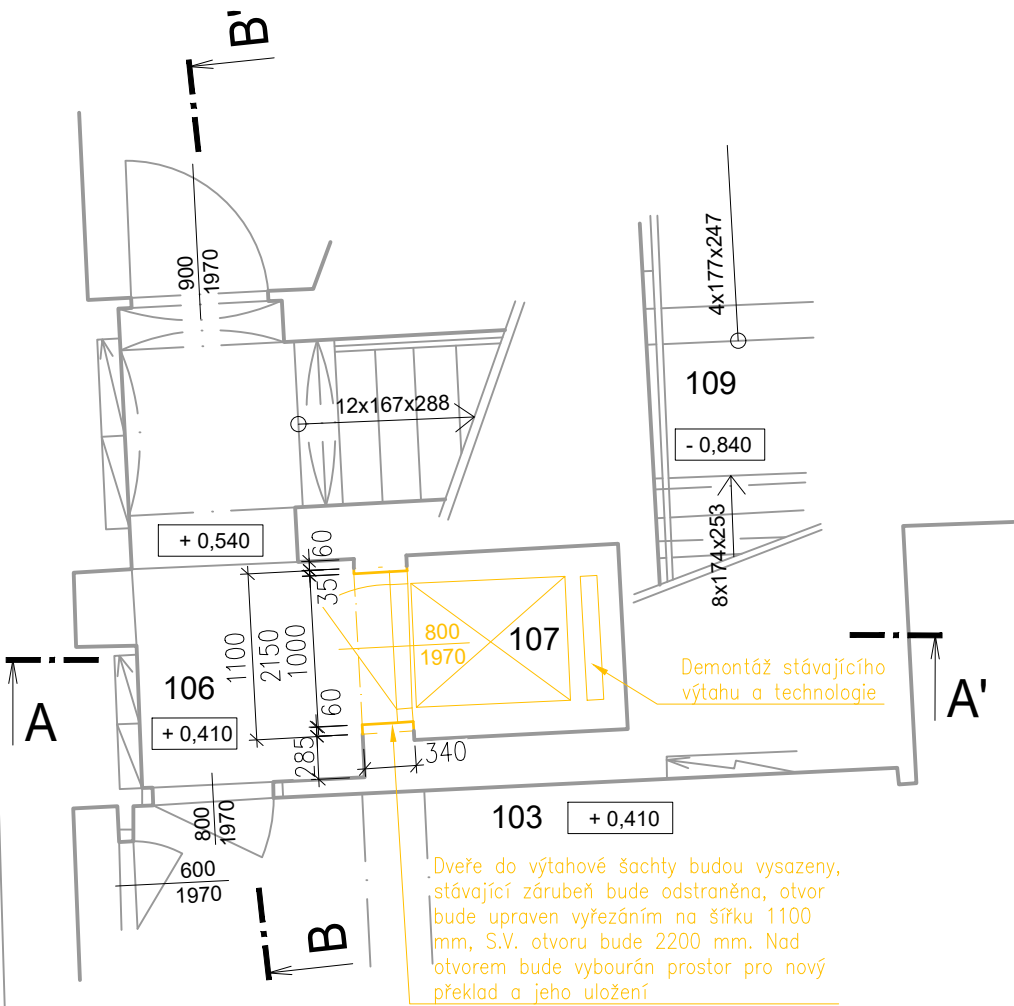 B'
900
1970
4x177x247
109
12x167x288
- 0,840
8x174x253
+ 0,540
60
35
1100
2150
1000
800
1970
107
106
60
Demontáž stávajícího
výtahu a technologie
A
A'
+ 0,410
285
340
103
+ 0,410
800
1970
600
1970
B
Dveře do výtahové šachty budou vysazeny,
stávající zárubeň bude odstraněna, otvor
bude upraven vyřezáním na šířku 1100
mm, S.V. otvoru bude 2200 mm. Nad
otvorem bude vybourán prostor pro nový
překlad a jeho uložení